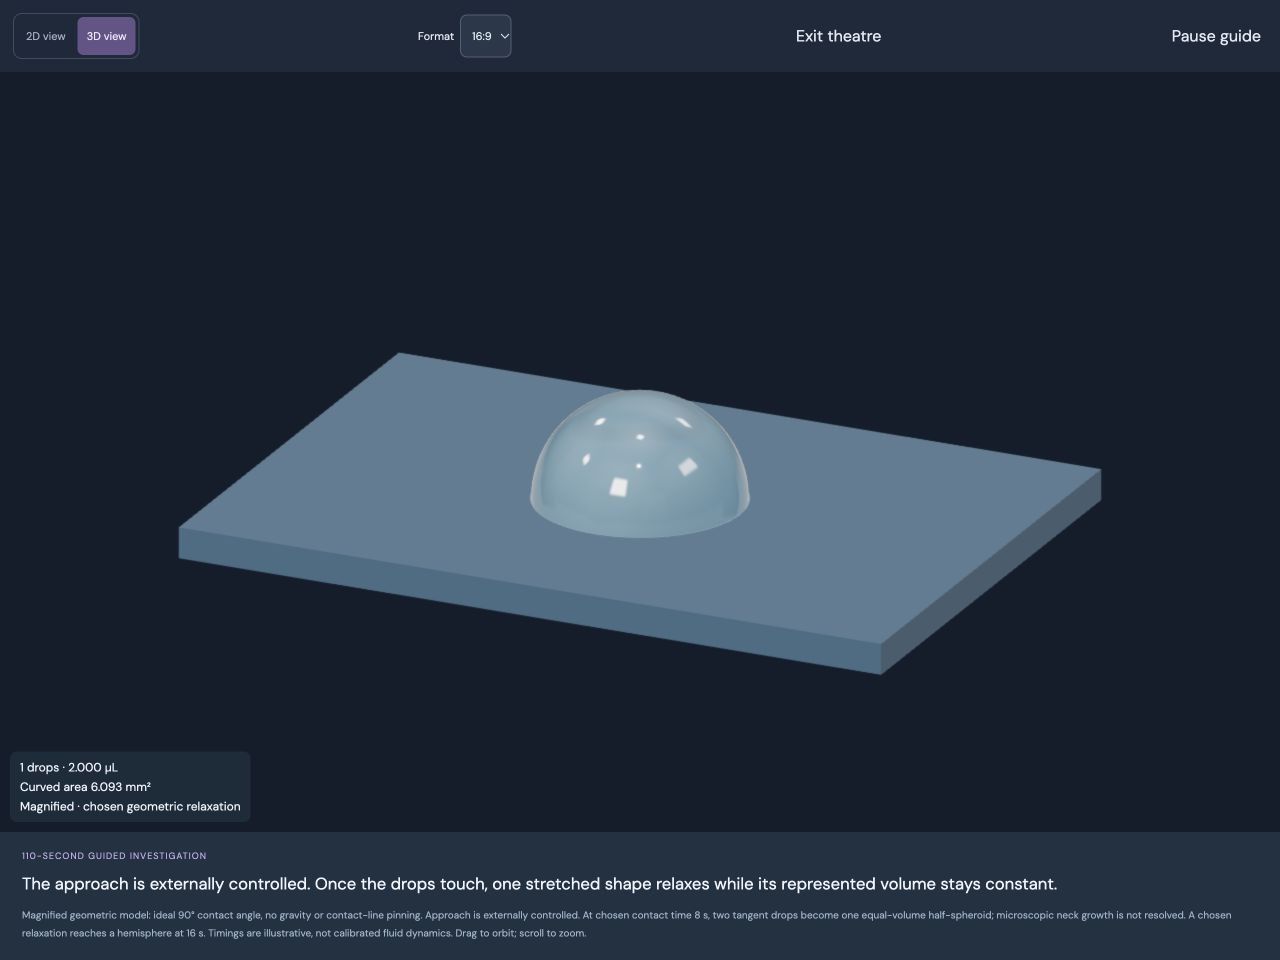 2D view
3D view
Format
16:9
Exit theatre
Pause guide
1 drops · 2.000 µL
Curved area 6.093 mm²
Magnified · chosen geometric relaxation
110-SECOND GUIDED INVESTIGATION
The approach is externally controlled. Once the drops touch, one stretched shape relaxes while its represented volume stays constant.
Magnified geometric model: ideal 90° contact angle, no gravity or contact-line pinning. Approach is externally controlled. At chosen contact time 8 s, two tangent drops become one equal-volume half-spheroid; microscopic neck growth is not resolved. A chosen
relaxation reaches a hemisphere at 16 s. Timings are illustrative, not calibrated fluid dynamics. Drag to orbit; scroll to zoom.